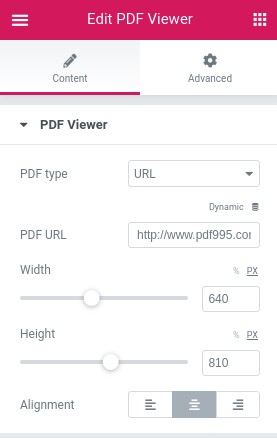 Edit PDF Viewer
Content
Advanced
PDF Viewer
PDF type
URL
Dynamic
PDF URL
http://www.pdf995.cor
Width
% PX
640
Height
% PX
810
Alignment